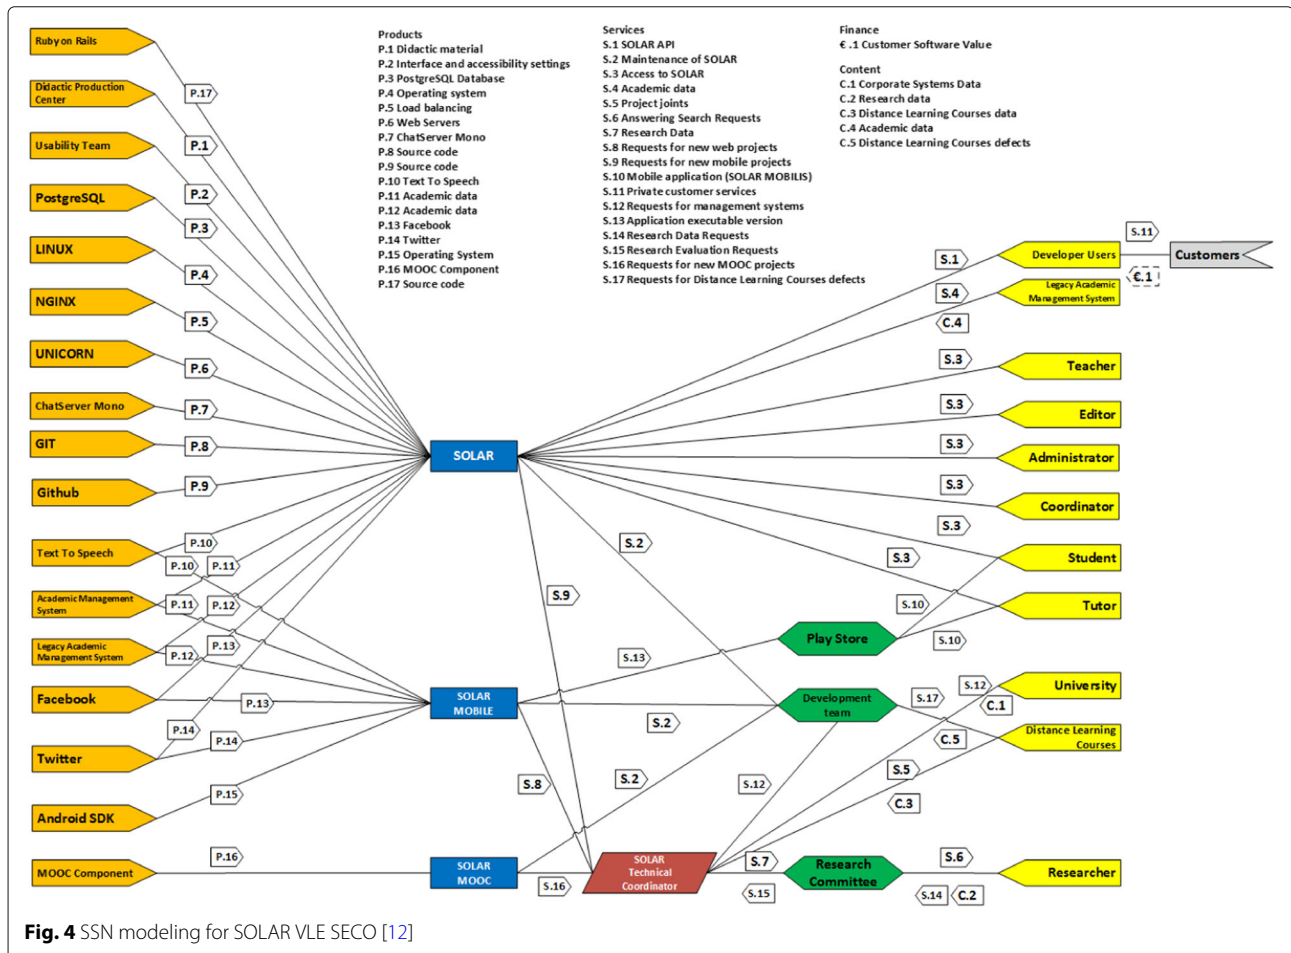 Products
P.1 Didactic material
P.2 Interface and accessibility settings
P.3 PostgreSQL Database
P.4 Operating system
P.5 Load balancing
P.6 Web Servers
P.7 ChatServer Mono
P.8 Source code
P.9 Source code
P.10 Text To Speech
P.11 Academic data
P.12 Academic data
P.13 Facebook
P.14 Twitter
P.15 Operating System
P.16 MOOC Component
P.17 Source code
Services
S.1 SOLAR API
S.2 Maintenance of SOLAR
S.3 Access to SOLAR
S.4 Academic data
S.5 Project joints
S.6 Answering Search Requests
S.7 Research Data
S.8 Requests for new web projects
S.9 Requests for new mobile projects
S.10 Mobile application (SOLAR MOBILIS)
S.11 Private customer services
S.12 Requests for management systems
S.13 Application executable version
S.14 Research Data Requests
S.15 Research Evaluation Requests
S.16 Requests for new MOOC projects
S.17 Requests for Distance Learning Courses defects
Finance
€ .1 Customer Software Value
Content
C.1 Corporate Systems Data
C.2 Research data
C.3 Distance Learning Courses data
C.4 Academic data
C.5 Distance Learning Courses defects
Ruby on Rails
Didactic Production
Center
Usability Team
PostgreSQL
LINUX
NGINX
UNICORN
ChatServer Mono
GIT
Github
Text To Speech
Academic Management
System
Legacy Academic
Management System
Facebook
Twitter
Android SDK
MOOC Component
P.17
P.1
P.2
P.3
P.4
P.5
P.6
P.7
P.8
P.9
P.10
P.10
P.11
P.11
P.12
P.12
P.13
P.13
P.14
P.14
P.15
P.16
SOLAR
SOLAR
MOBILE
SOLAR
MOOC
S.2
S.9
S.13
S.2
S.8
S.2
S.16
S.12
SOLAR
Technical
Coordinator
Play Store
Development
team
Research
Committee
S.1
S.4
C.4
S.3
S.3
S.3
S.3
S.3
S.3
S.10
S.10
S.12
C.1
S.17
C.5
S.5
C.3
S.7
S.15
S.6
S.14
C.2
Developer Users
S.11
€.1
Customers
Legacy Academic
Management System
Teacher
Editor
Administrator
Coordinator
Student
Tutor
University
Distance Learning
Courses
Researcher
Fig. 4 SSN modeling for SOLAR VLE SECO [12]